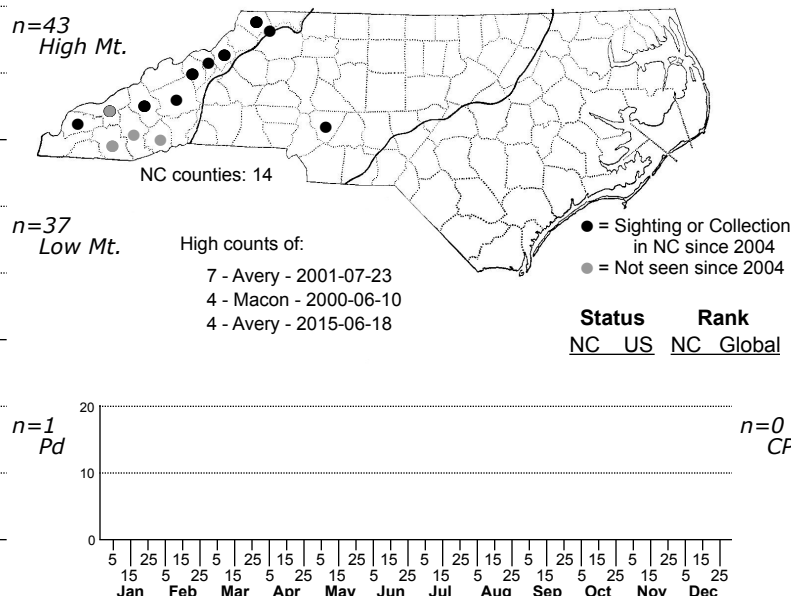 n=43
High Mt.
NC counties: 14
n=37
Low Mt.
High counts of:
7 - Avery - 2001-07-23
4 - Macon - 2000-06-10
4 - Avery - 2015-06-18
= Sighting or Collection
in NC since 2004
= Not seen since 2004
Status Rank
NC US NC Global
n=1
Pd
n=0
CP
20
10
0
5 25 15 5 25 15 5 25 15 5 25 15 5 25 15 5 25 15
15 5 25 15 5 25 15 5 25 15 5 25 15 5 25 15 5 25
Jan Feb Mar Apr May Jun Jul Aug Sep Oct Nov Dec